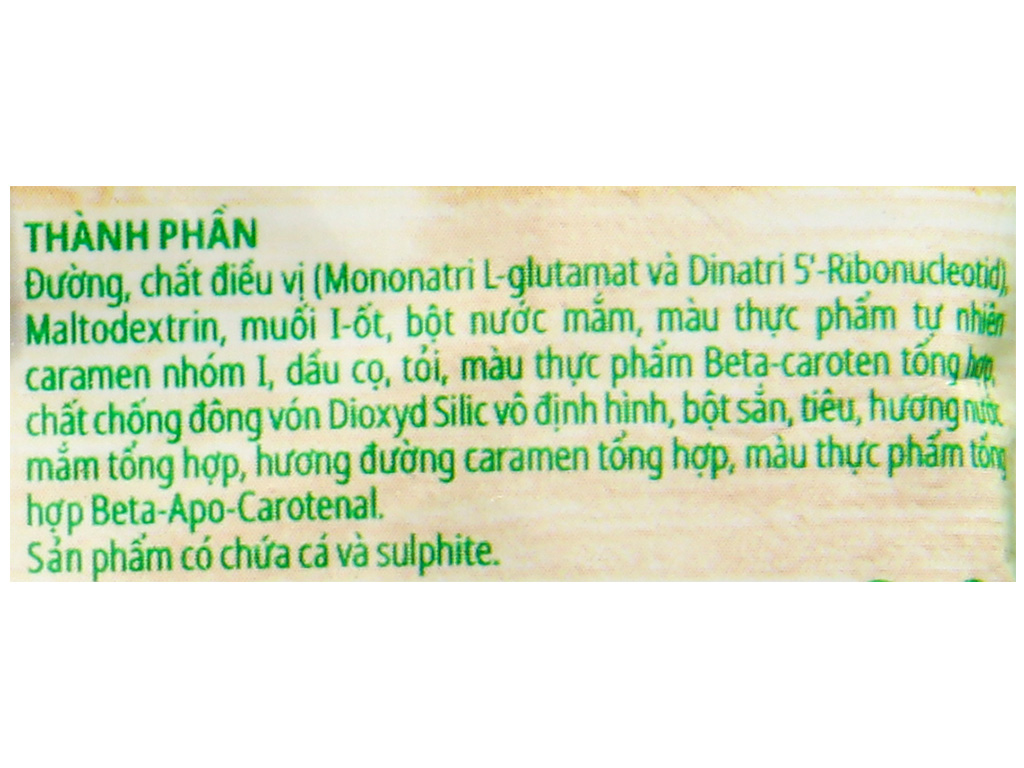 THÀNH PHẦN
Đường, chất điều vị (Mononatri L-glutamat và Dinatri 5'-Ribonucleotid),
Maltodextrin, muối I-ốt, bột nước mắm, màu thực phẩm tự nhiên
caramen nhóm I, dầu cọ, tỏi, màu thực phẩm Beta-caroten tổng hợp,
chất chống đông vón Dioxyd Silic vô định hình, bột sắn, tiêu, hương nước
mắm tổng hợp, hương đường caramen tổng hợp, màu thực phẩm tổng
hợp Beta-Apo-Carotenal.
Sản phẩm có chứa cá và sulphite.